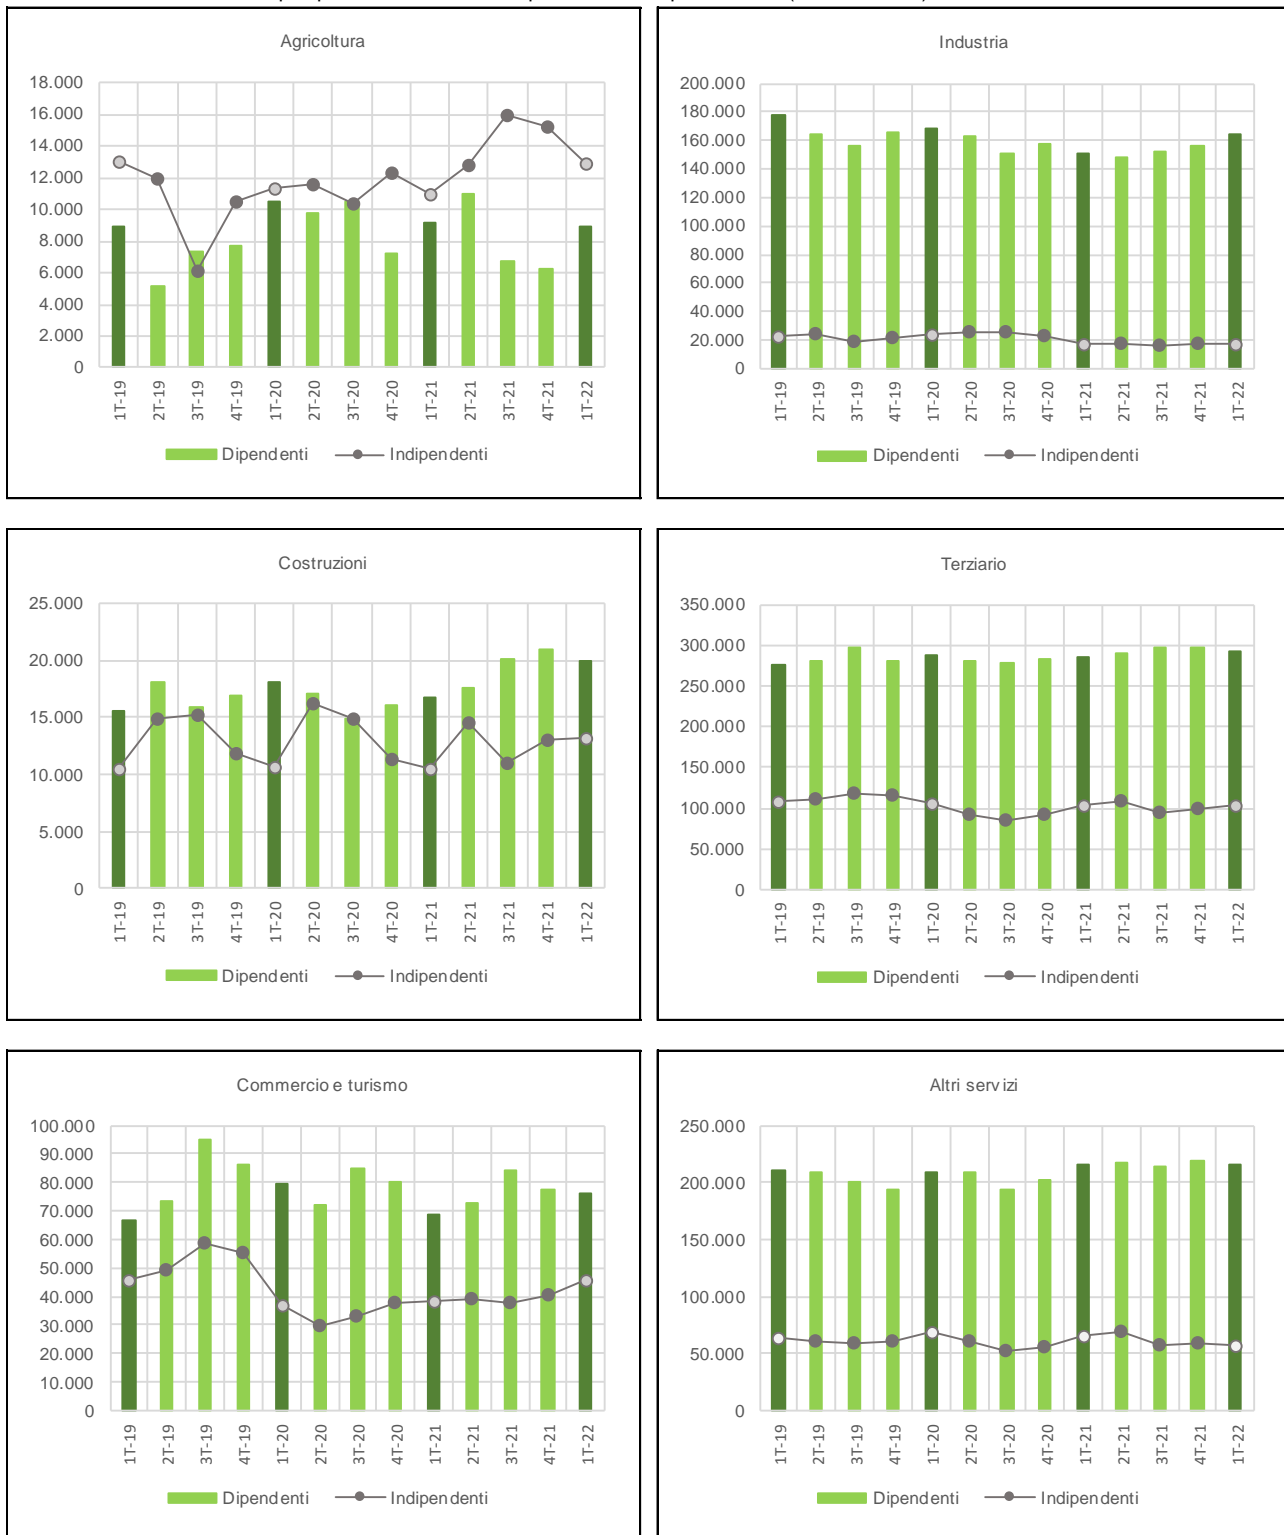 Agricoltura
18.000
16.000
14.000
12.000
10.000
8.000
6.000
4.000
2.000
0
1T-19 2T-19 3T-19 4T-19 1T-20 2T-20 3T-20 4T-20 1T-21 2T-21 3T-21 4T-21 1T-22
Dipendenti Indipendenti
Industria
200.000
180.000
160.000
140.000
120.000
100.000
80.000
60.000
40.000
20.000
0
1T-19 2T-19 3T-19 4T-19 1T-20 2T-20 3T-20 4T-20 1T-21 2T-21 3T-21 4T-21 1T-22
Dipendenti Indipendenti
Costruzioni
25.000
20.000
15.000
10.000
5.000
0
1T-19 2T-19 3T-19 4T-19 1T-20 2T-20 3T-20 4T-20 1T-21 2T-21 3T-21 4T-21 1T-22
Dipendenti Indipendenti
Terziario
350.000
300.000
250.000
200.000
150.000
100.000
50.000
0
1T-19 2T-19 3T-19 4T-19 1T-20 2T-20 3T-20 4T-20 1T-21 2T-21 3T-21 4T-21 1T-22
Dipendenti Indipendenti
Commercio e turismo
100.000
90.000
80.000
70.000
60.000
50.000
40.000
30.000
20.000
10.000
0
1T-19 2T-19 3T-19 4T-19 1T-20 2T-20 3T-20 4T-20 1T-21 2T-21 3T-21 4T-21 1T-22
Dipendenti Indipendenti
Altri servizi
250.000
200.000
150.000
100.000
50.000
0
1T-19 2T-19 3T-19 4T-19 1T-20 2T-20 3T-20 4T-20 1T-21 2T-21 3T-21 4T-21 1T-22
Dipendenti Indipendenti